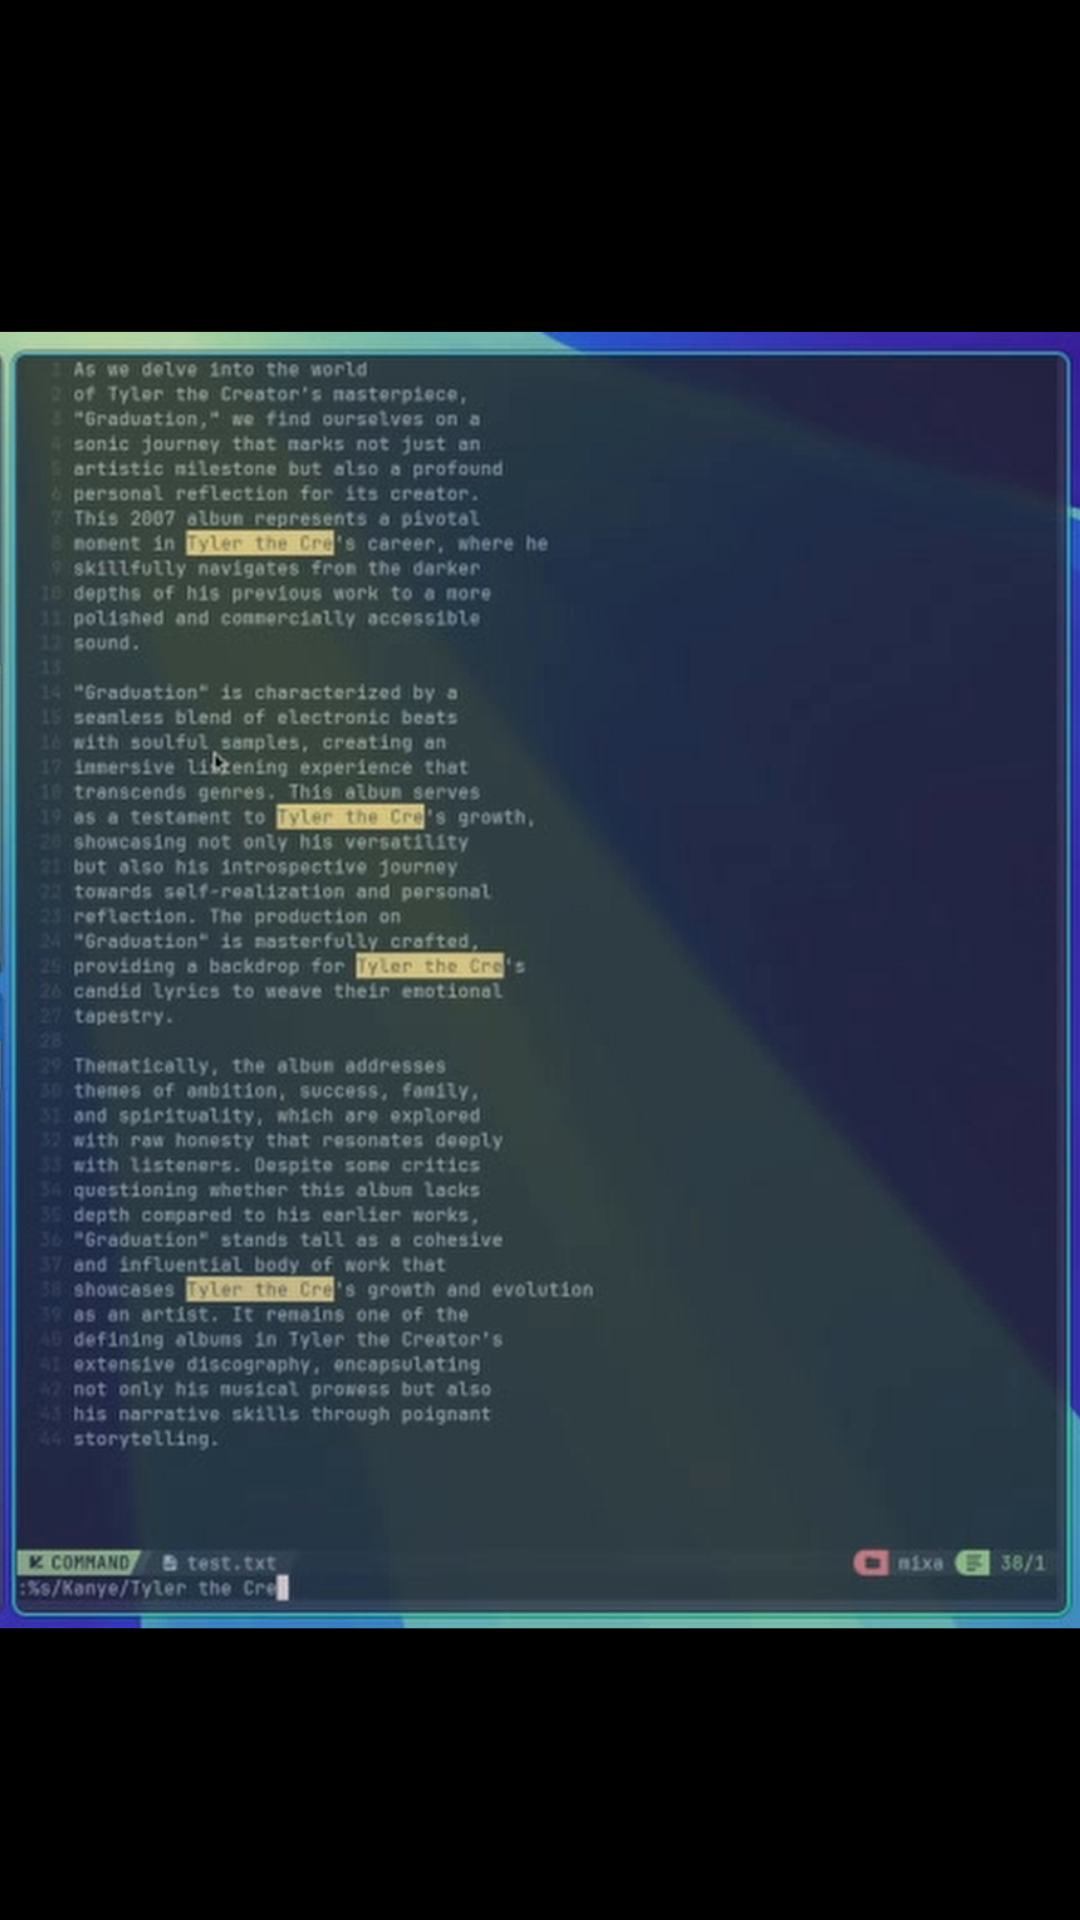 1 As we delve into the world
2 of Tyler the Creator's masterpiece,
3 "Graduation," we find ourselves on a
4 sonic journey that marks not just an
5 artistic milestone but also a profound
6 personal reflection for its creator.
7 This 2007 album represents a pivotal
8 moment in Tyler the Cre's career, where he
9 skillfully navigates from the darker
10 depths of his previous work to a more
11 polished and commercially accessible
12 sound.
13
14 "Graduation" is characterized by a
15 seamless blend of electronic beats
16 with soulful samples, creating an
17 immersive listening experience that
18 transcends genres. This album serves
19 as a testament to Tyler the Cre's growth,
20 showcasing not only his versatility
21 but also his introspective journey
22 towards self-realization and personal
23 reflection. The production on
24 "Graduation" is masterfully crafted,
25 providing a backdrop for Tyler the Cre's
26 candid lyrics to weave their emotional
27 tapestry.
28
29 Thematically, the album addresses
30 themes of ambition, success, family,
31 and spirituality, which are explored
32 with raw honesty that resonates deeply
33 with listeners. Despite some critics
34 questioning whether this album lacks
35 depth compared to his earlier works,
36 "Graduation" stands tall as a cohesive
37 and influential body of work that
38 showcases Tyler the Cre's growth and evolution
39 as an artist. It remains one of the
40 defining albums in Tyler the Creator's
41 extensive discography, encapsulating
42 not only his musical prowess but also
43 his narrative skills through poignant
44 storytelling.
COMMAND test.txt mixa 38/1
:%s/Kanye/Tyler the Cre